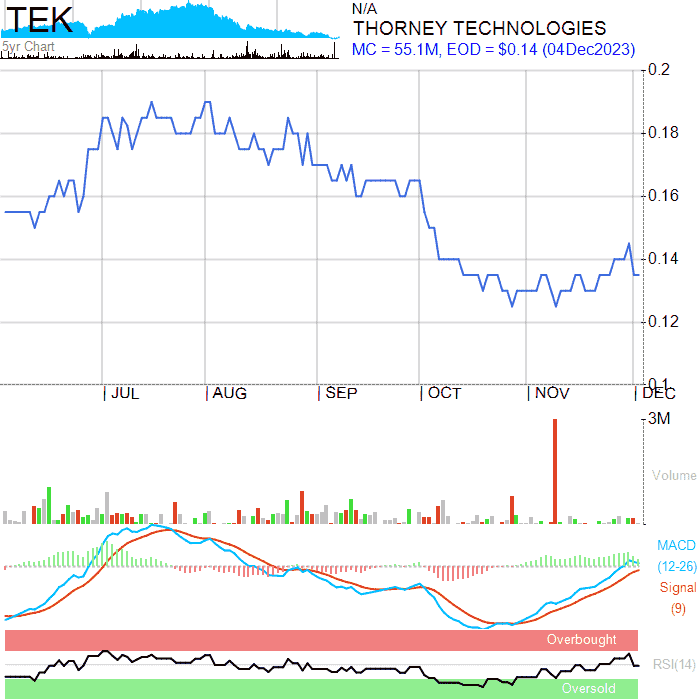 TEK
5yr Chart
N/A
THORNEY TECHNOLOGIES
MC = 55.1M, EOD = $0.14 (04Dec2023)
0.2
0.18
0.16
0.14
0.12
0.1
JUL AUG SEP OCT NOV DEC
3M
Volume
MACD
(12-26)
Signal
(9)
Overbought
RSI(14)
Oversold